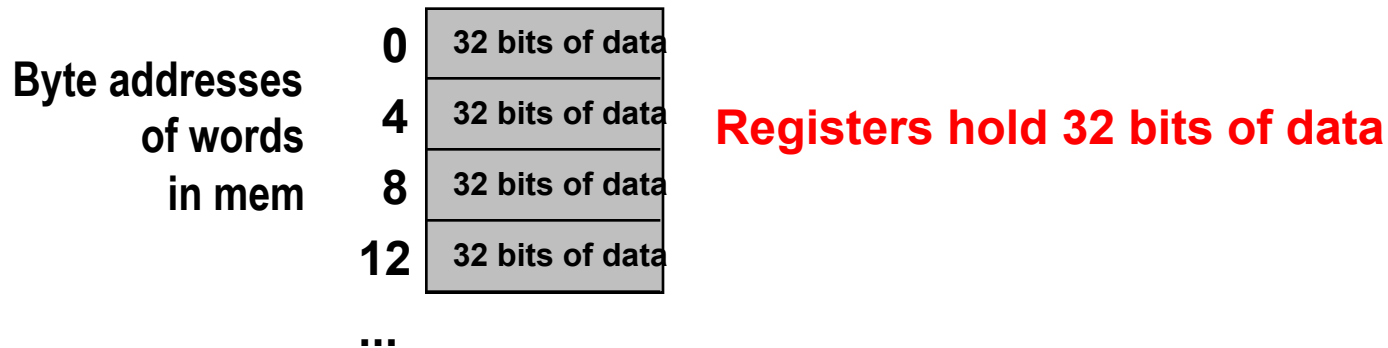 Byte addresses
of words
in mem
0 32 bits of data
4 32 bits of data
8 32 bits of data
12 32 bits of data
...
Registers hold 32 bits of data